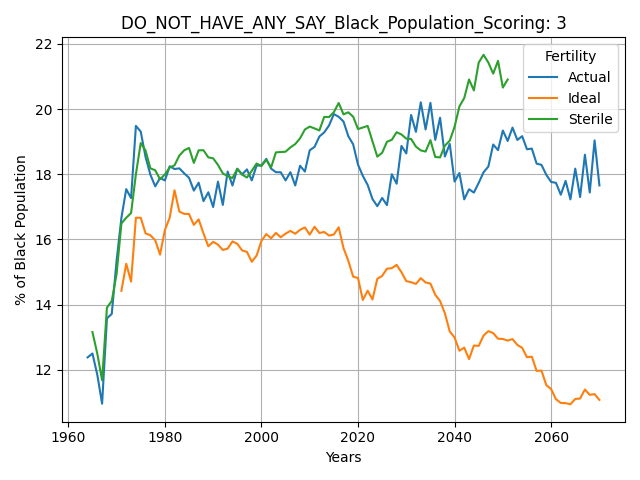 DO_NOT_HAVE_ANY_SAY_Black_Population_Scoring: 3
Fertility
Actual
Ideal
Sterile
% of Black Population
22
20
18
16
14
12
1960 1980 2000 2020 2040 2060
Years